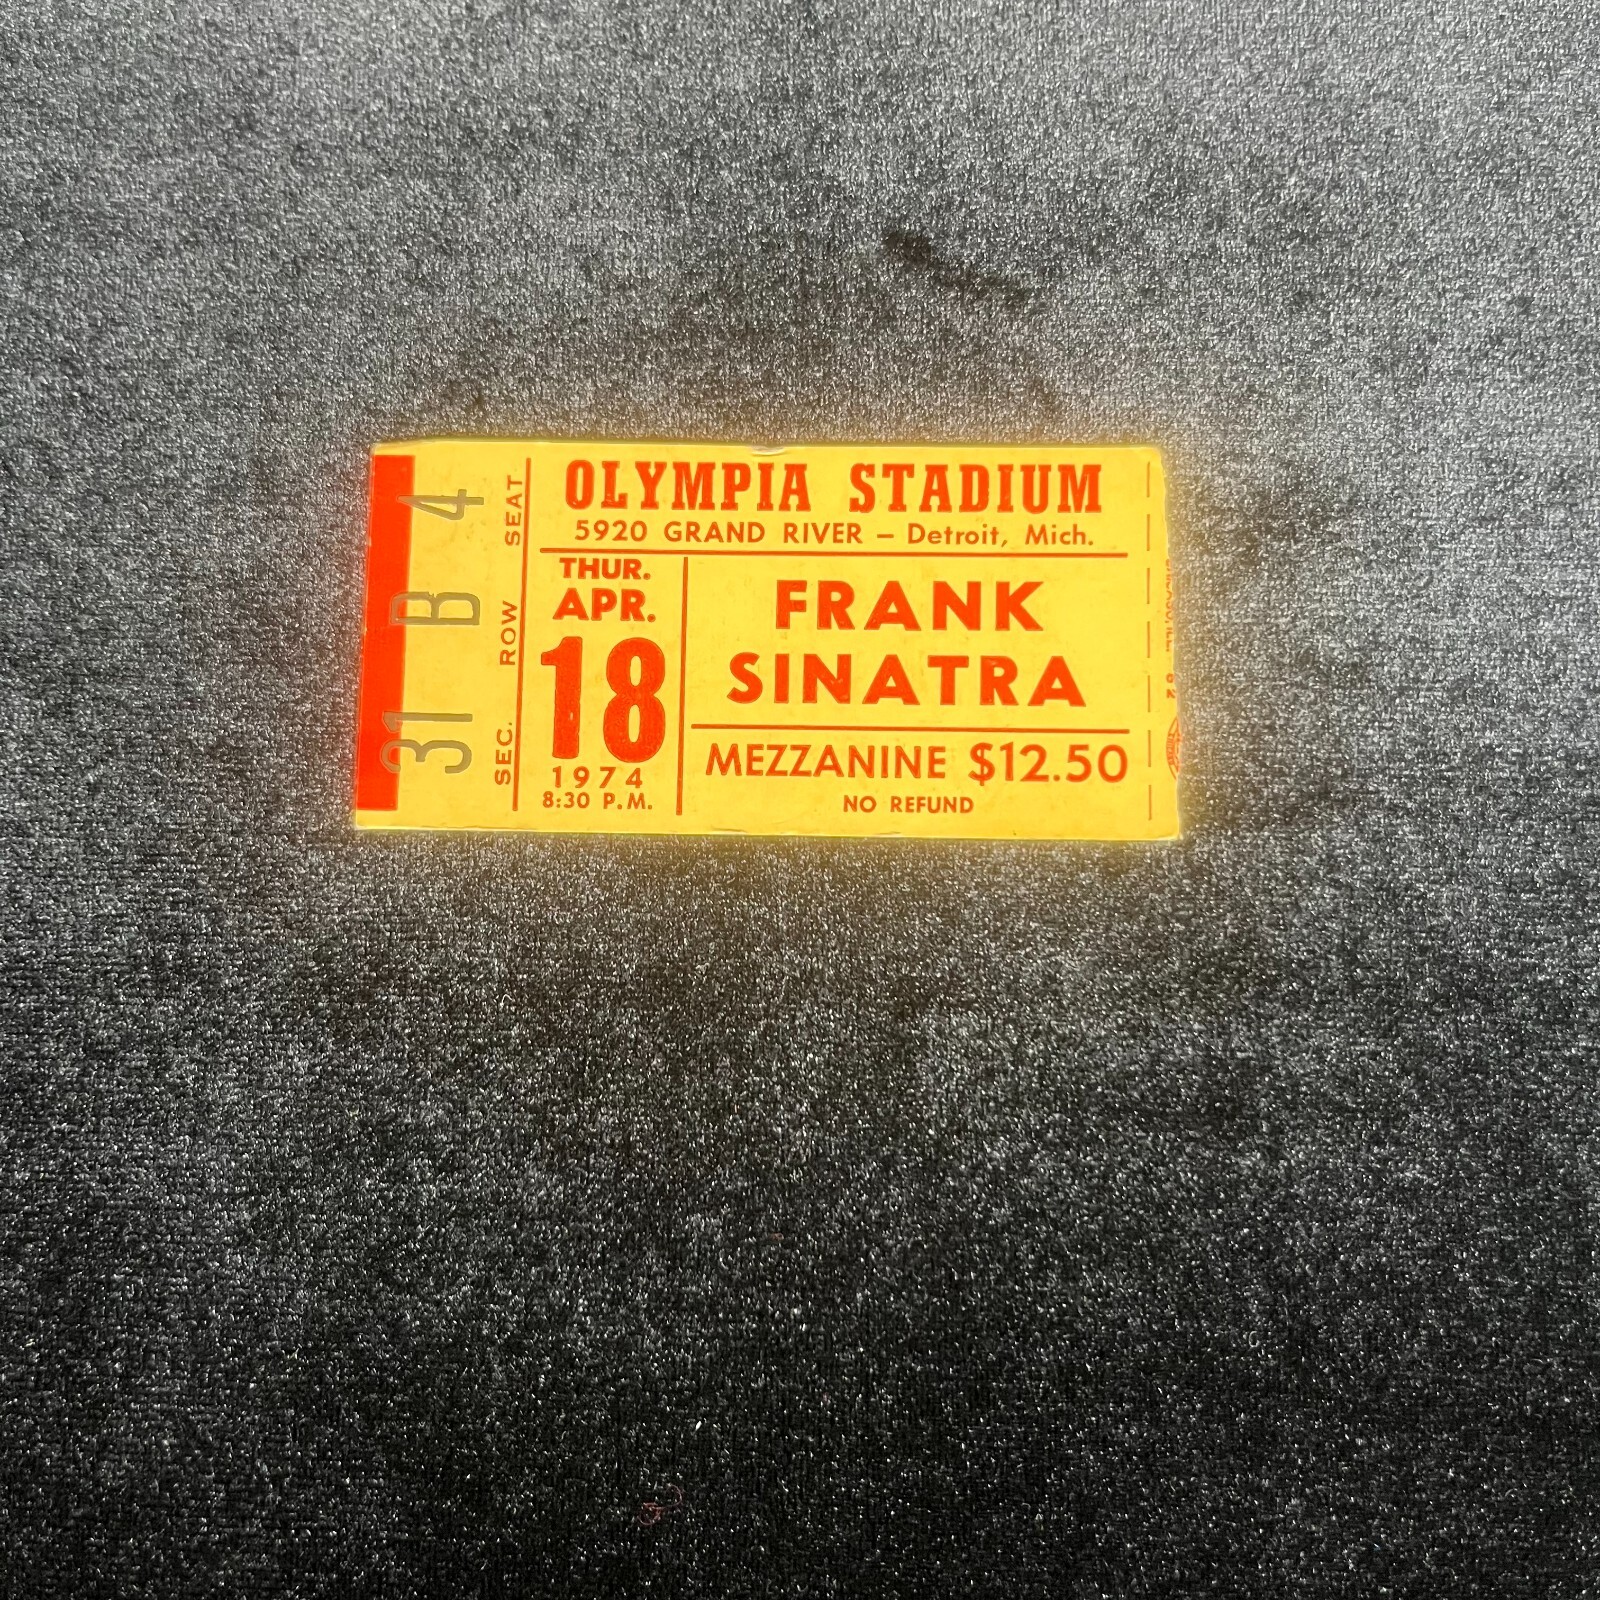 31 B 4
SEC. ROW SEAT
OLYMPIA STADIUM
5920 GRAND RIVER — Detroit, Mich.
THUR.
APR.
18
1974
8:30 P.M.
FRANK
SINATRA
MEZZANINE $12.50
NO REFUND